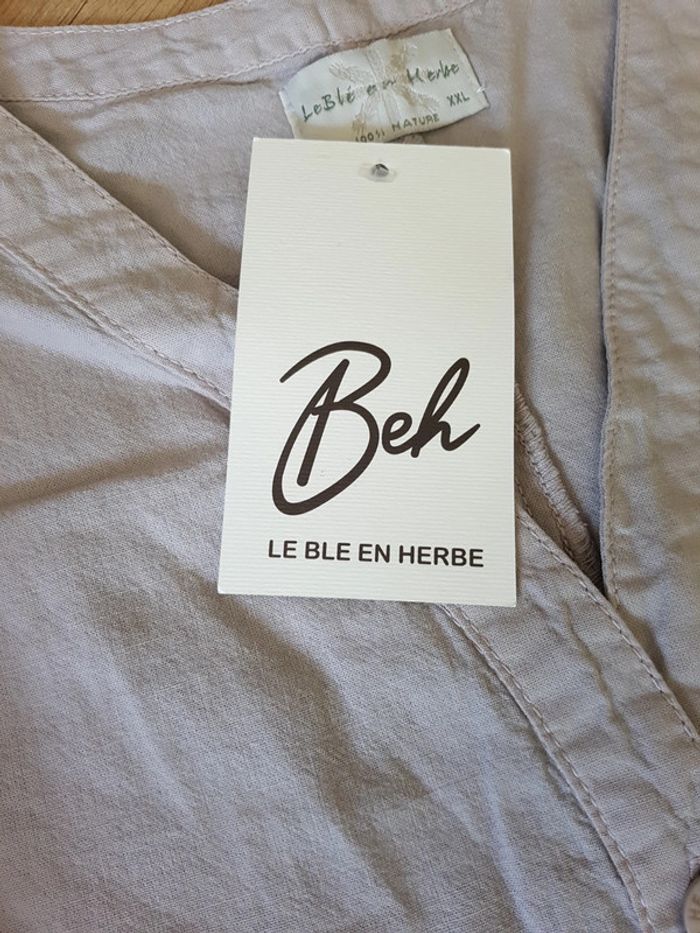 LeBlé en Herbe
XXL
100% NATURE
Beh
LE BLE EN HERBE